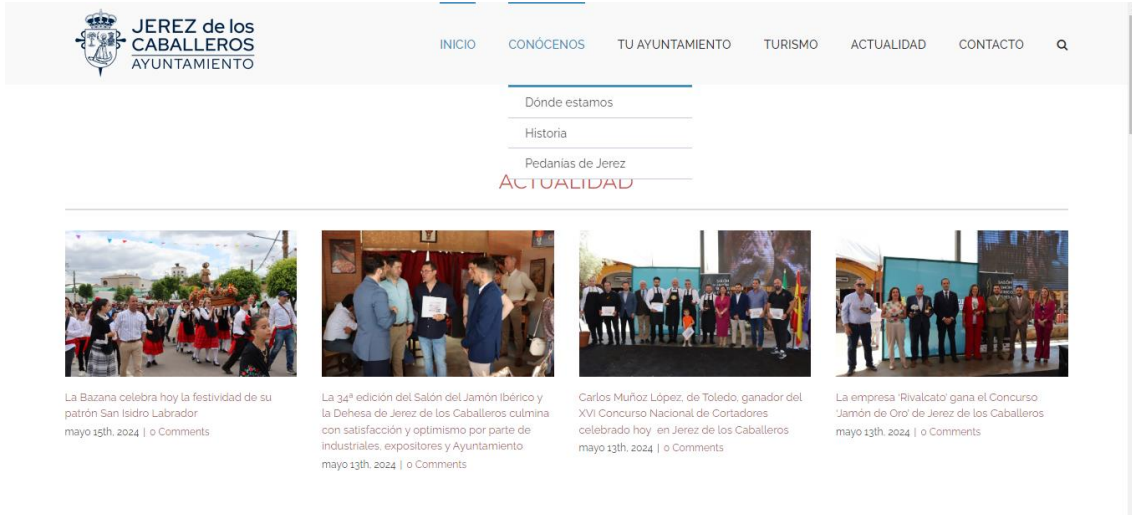 JEREZ de los
CABALLEROS
AYUNTAMIENTO
INICIO CONÓCENOS TU AYUNTAMIENTO TURISMO ACTUALIDAD CONTACTO
Dónde estamos
Historia
Pedanías de Jerez
ACTUALIDAD
La Bazana celebra hoy la festividad de su
patrón San Isidro Labrador
mayo 15th, 2024 | 0 Comments
La 34ª edición del Salón del Jamón Ibérico y
la Dehesa de Jerez de los Caballeros culmina
con satisfacción y optimismo por parte de
industriales, expositores y Ayuntamiento
mayo 13th, 2024 | 0 Comments
Carlos Muñoz López, de Toledo, ganador del
XVI Concurso Nacional de Cortadores
celebrado hoy en Jerez de los Caballeros
mayo 13th, 2024 | 0 Comments
La empresa 'Rivalcato' gana el Concurso
'Jamón de Oro' de Jerez de los Caballeros
mayo 13th, 2024 | 0 Comments